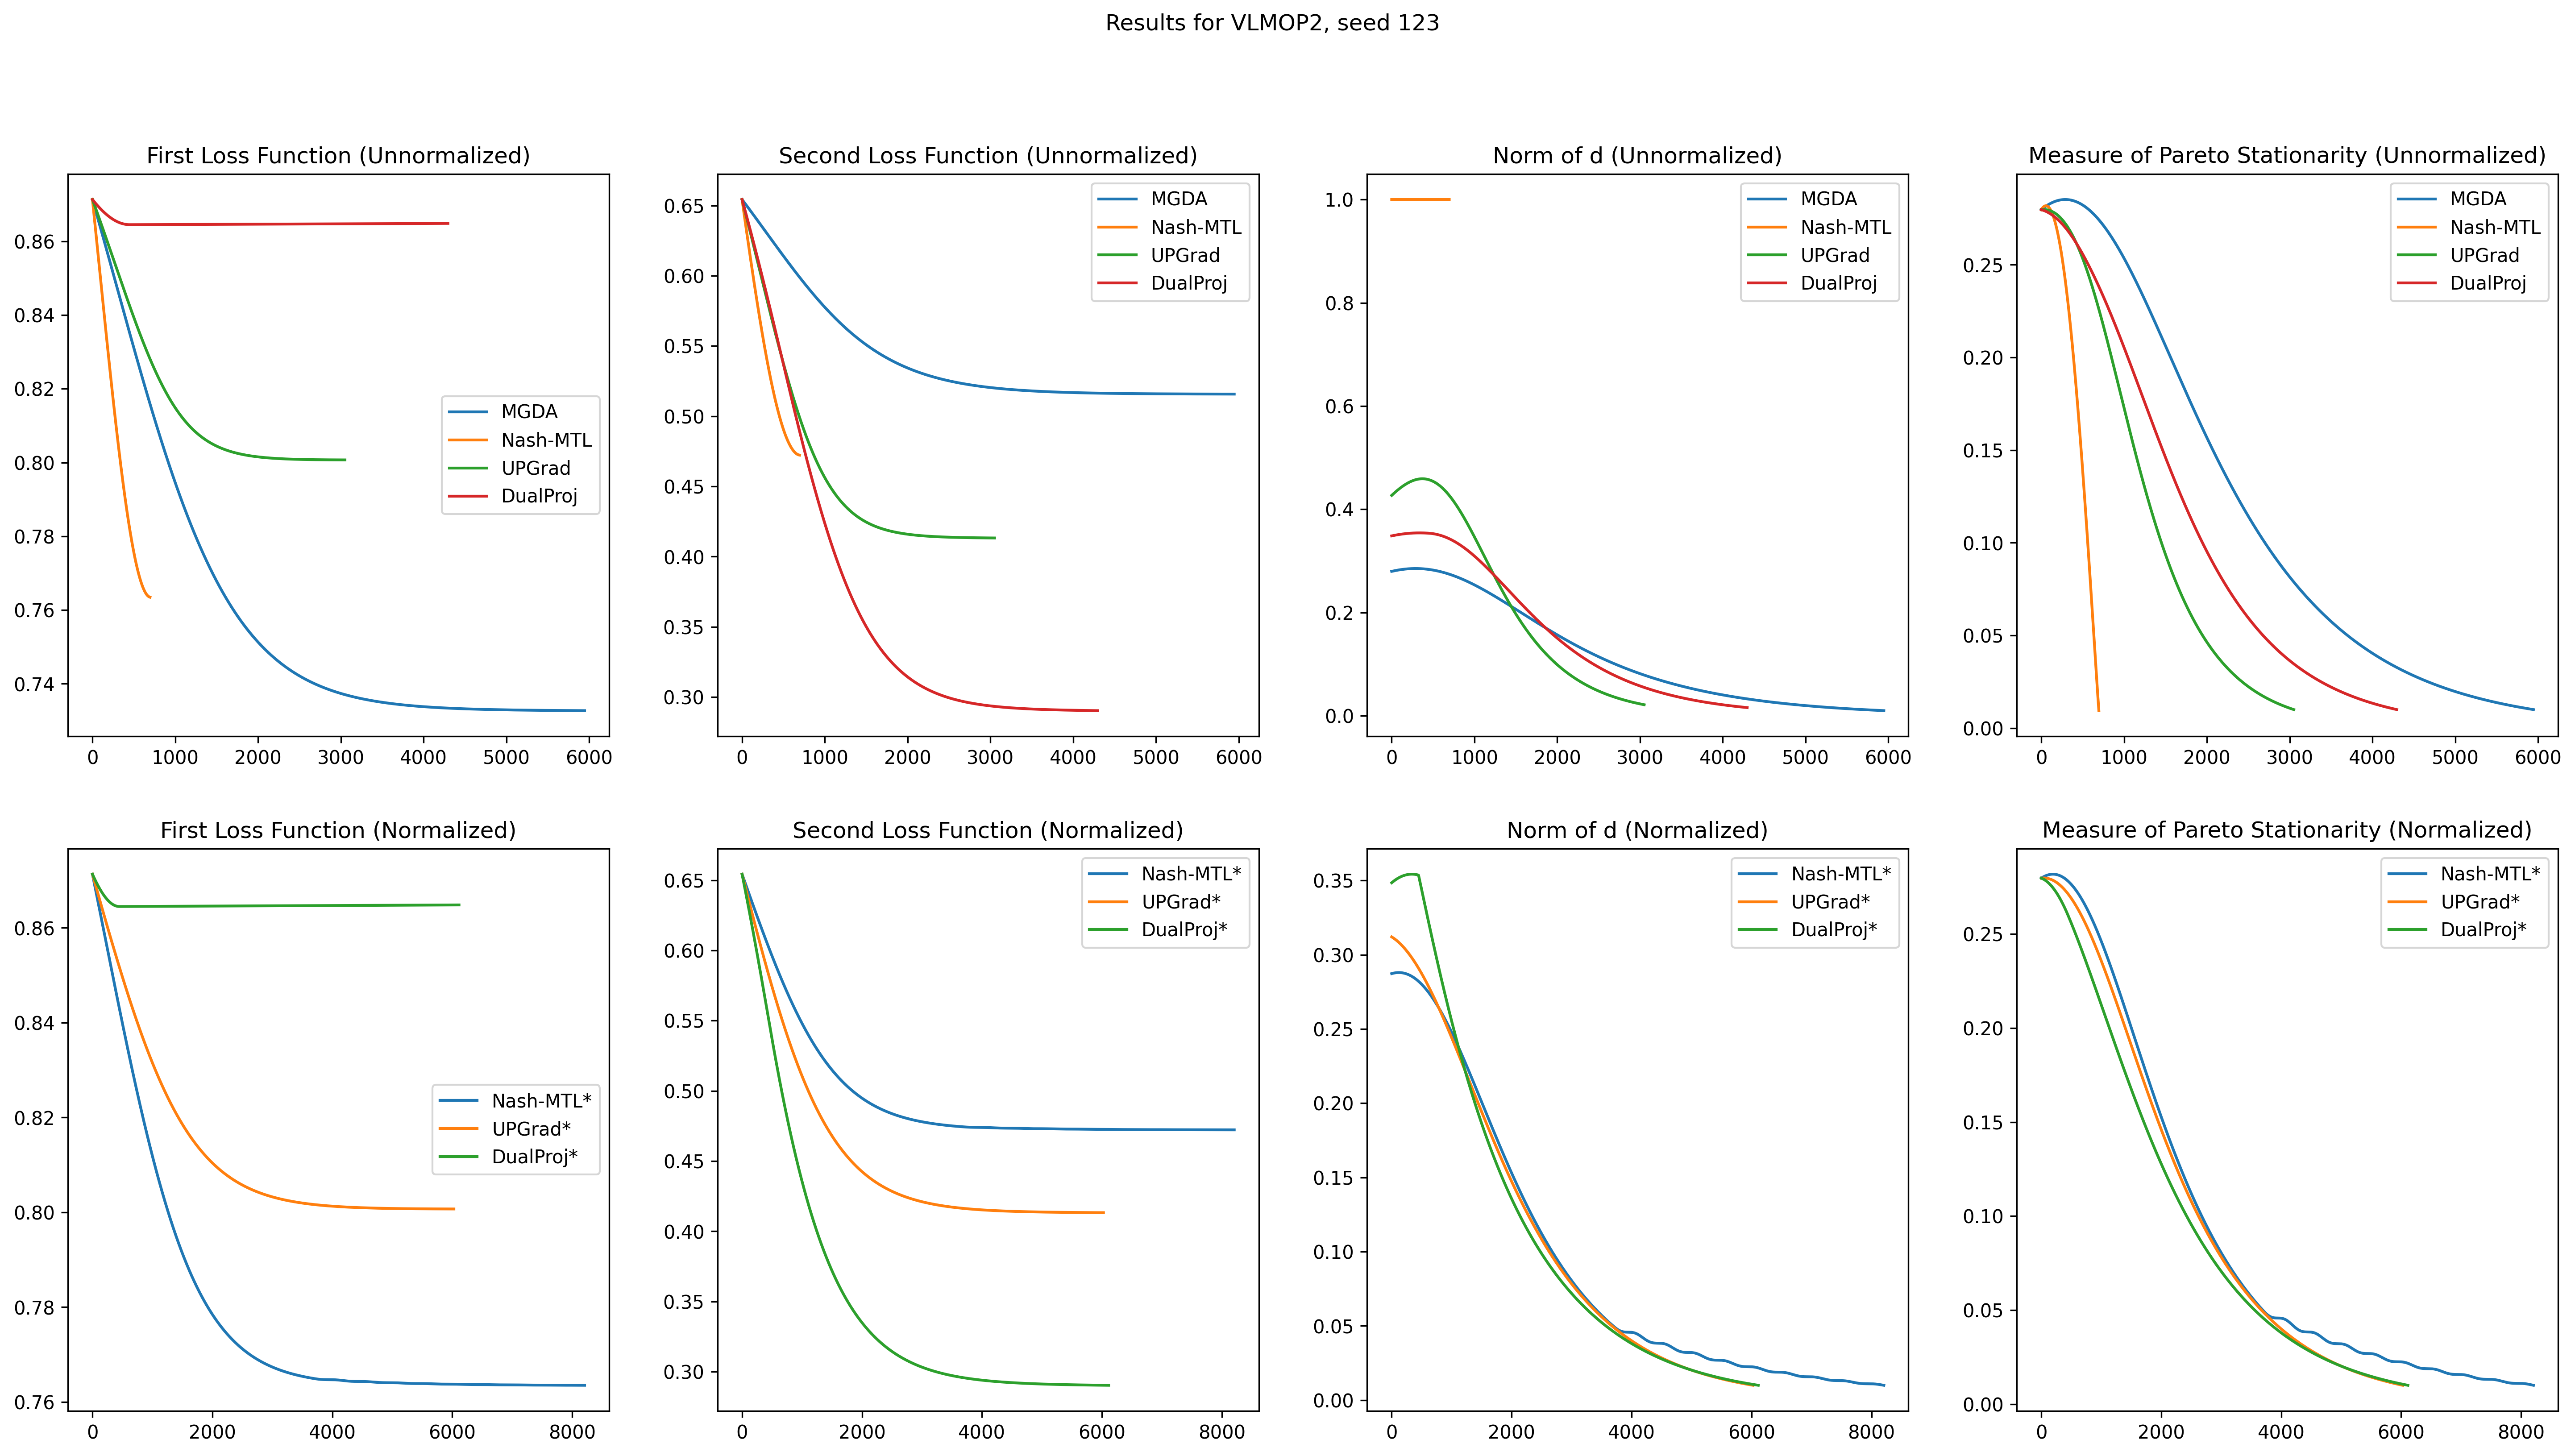 Results for VLMOP2, seed 123
First Loss Function (Unnormalized)
0.86
0.84
0.82
0.80
0.78
0.76
0.74
MGDA
Nash-MTL
UPGrad
DualProj
0 1000 2000 3000 4000 5000 6000
Second Loss Function (Unnormalized)
0.65
0.60
0.55
0.50
0.45
0.40
0.35
0.30
MGDA
Nash-MTL
UPGrad
DualProj
0 1000 2000 3000 4000 5000 6000
Norm of d (Unnormalized)
1.0
0.8
0.6
0.4
0.2
0.0
MGDA
Nash-MTL
UPGrad
DualProj
0 1000 2000 3000 4000 5000 6000
Measure of Pareto Stationarity (Unnormalized)
0.25
0.20
0.15
0.10
0.05
0.00
MGDA
Nash-MTL
UPGrad
DualProj
0 1000 2000 3000 4000 5000 6000
First Loss Function (Normalized)
0.86
0.84
0.82
0.80
0.78
0.76
Nash-MTL*
UPGrad*
DualProj*
0 2000 4000 6000 8000
Second Loss Function (Normalized)
0.65
0.60
0.55
0.50
0.45
0.40
0.35
0.30
Nash-MTL*
UPGrad*
DualProj*
0 2000 4000 6000 8000
Norm of d (Normalized)
0.35
0.30
0.25
0.20
0.15
0.10
0.05
0.00
Nash-MTL*
UPGrad*
DualProj*
0 2000 4000 6000 8000
Measure of Pareto Stationarity (Normalized)
0.25
0.20
0.15
0.10
0.05
0.00
Nash-MTL*
UPGrad*
DualProj*
0 2000 4000 6000 8000